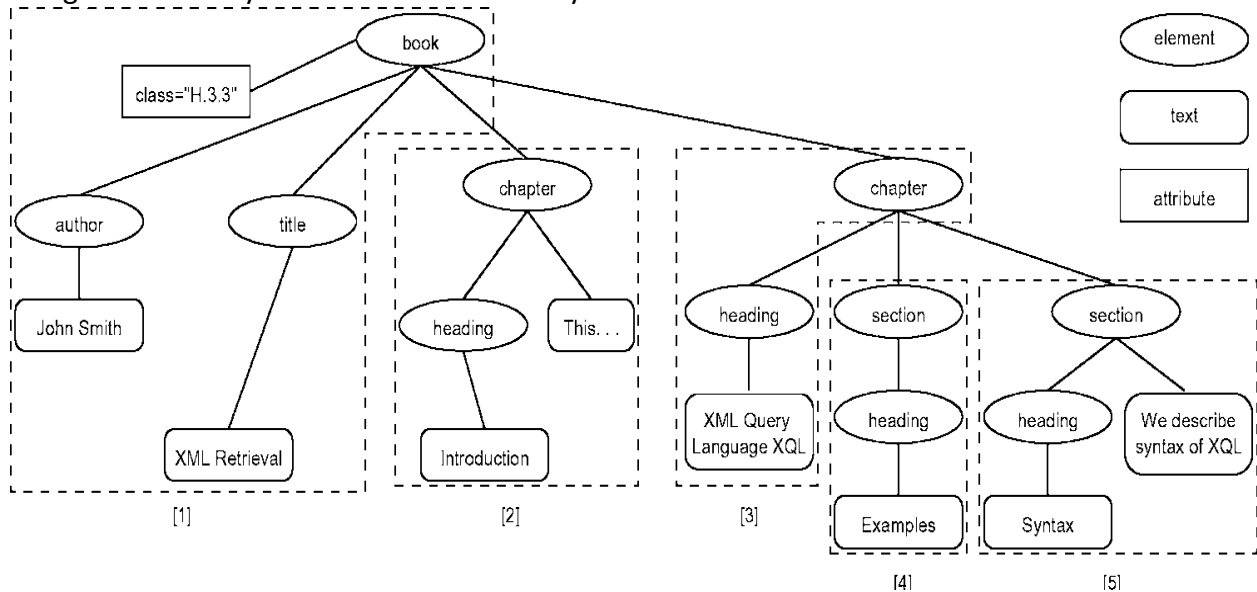 book
element
class="H.3.3"
text
chapter
chapter
attribute
author
title
John Smith
heading
This. . .
heading
section
section
XML Query
Language XQL
heading
heading
We describe
syntax of XQL
XML Retrieval
Introduction
Examples
Syntax
[1]
[2]
[3]
[4]
[5]